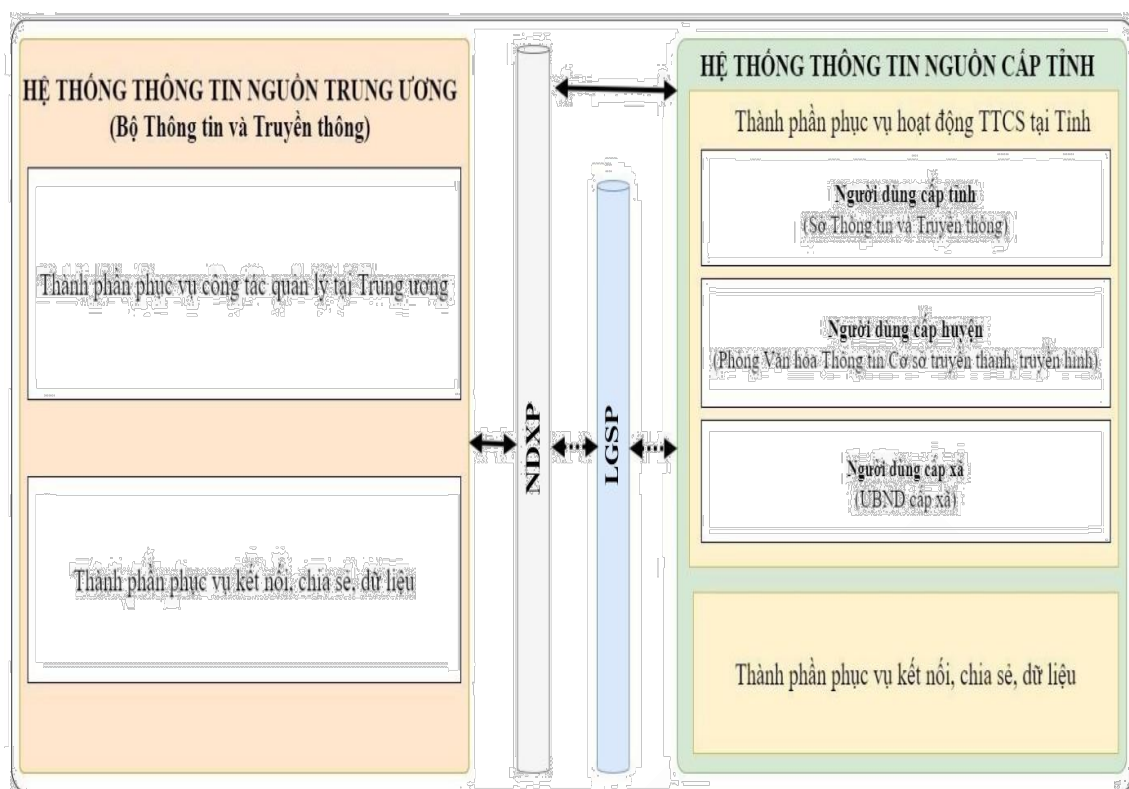 HỆ THỐNG THÔNG TIN NGUỒN TRUNG ƯƠNG
(Bộ Thông tin và Truyền thông)
Thành phần phục vụ công tác quản lý tại Trung ương
Thành phần phục vụ kết nối, chia sẻ, dữ liệu
NDXP
LGSP
HỆ THỐNG THÔNG TIN NGUỒN CẤP TỈNH
Thành phần phục vụ hoạt động TTCS tại Tỉnh
Người dùng cấp tỉnh
(Sở Thông tin và Truyền thông)
Người dùng cấp huyện
(Phòng Văn hóa Thông tin Cơ sở truyền thanh, truyền hình)
Người dùng cấp xã
(UBND cấp xã)
Thành phần phục vụ kết nối, chia sẻ, dữ liệu